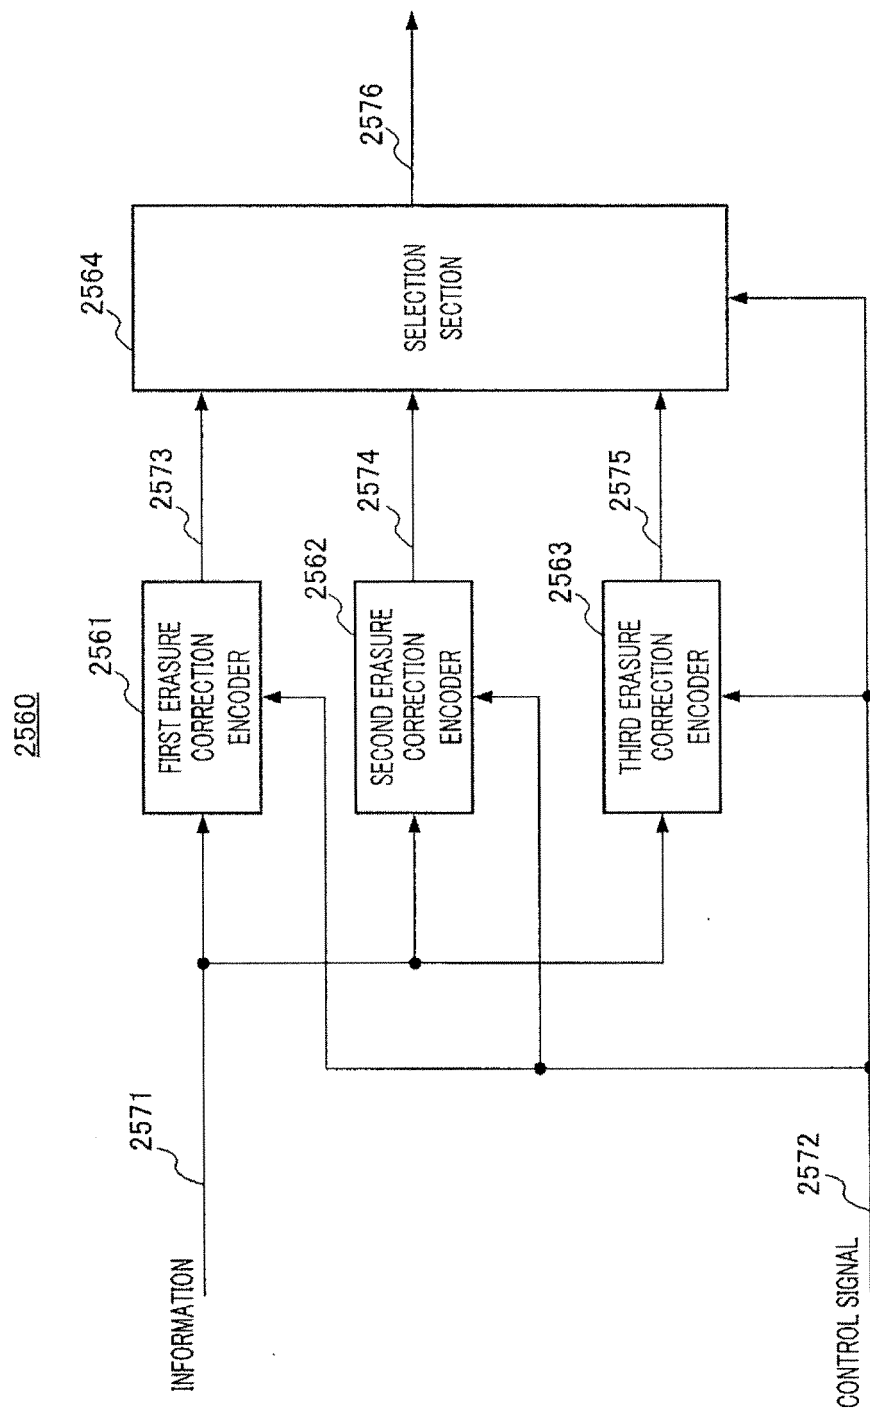 2560
INFORMATION
2571
FIRST ERASURE
CORRECTION
ENCODER
2561
2573
SECOND ERASURE
CORRECTION
ENCODER
2562
2574
THIRD ERASURE
CORRECTION
ENCODER
2563
2575
SELECTION
SECTION
2564
2576
CONTROL SIGNAL
2572